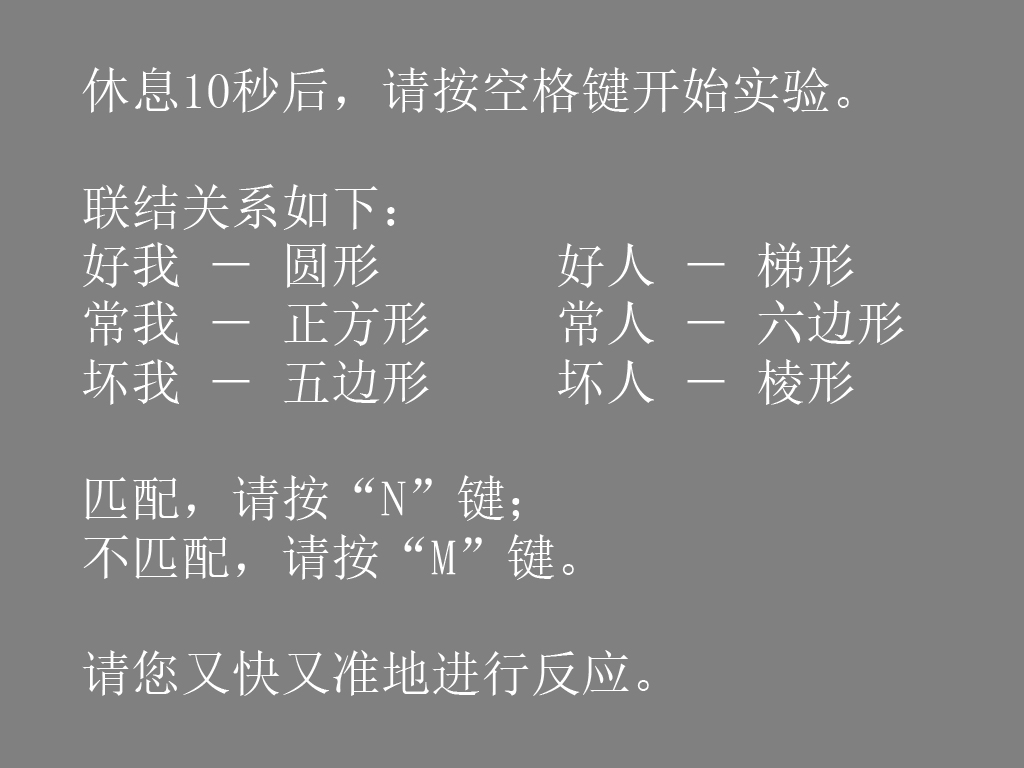 休息10秒后，请按空格键开始实验。
联结关系如下：
好我 － 圆形 好人 － 梯形
常我 － 正方形 常人 － 六边形
坏我 － 五边形 坏人 － 棱形
匹配，请按“N”键；
不匹配，请按“M”键。
请您又快又准地进行反应。